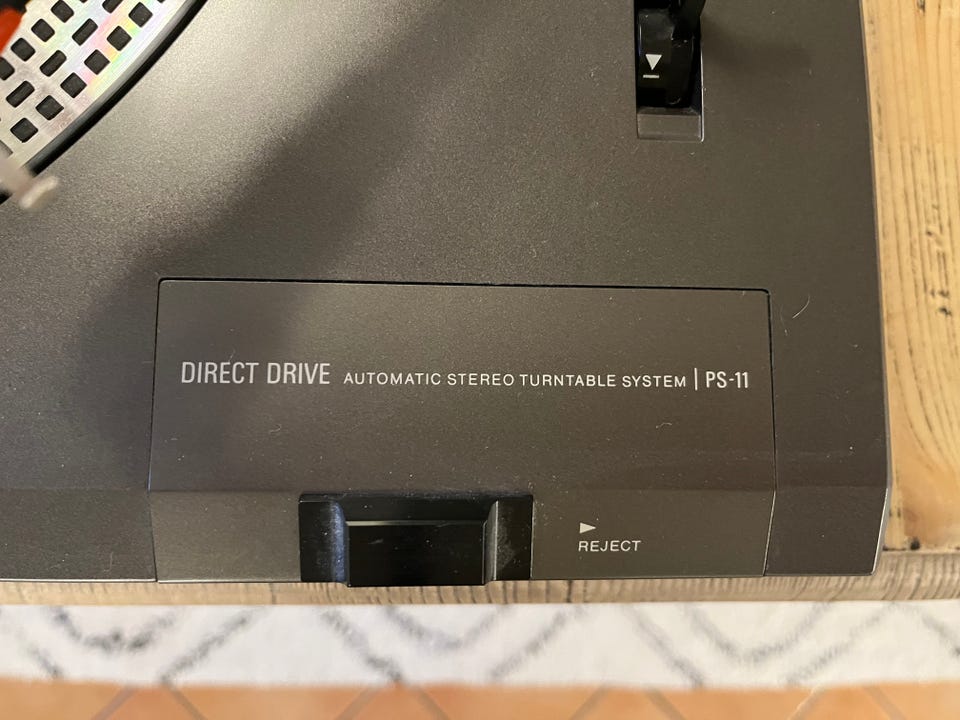 DIRECT DRIVE AUTOMATIC STEREO TURNTABLE SYSTEM | PS-11
REJECT